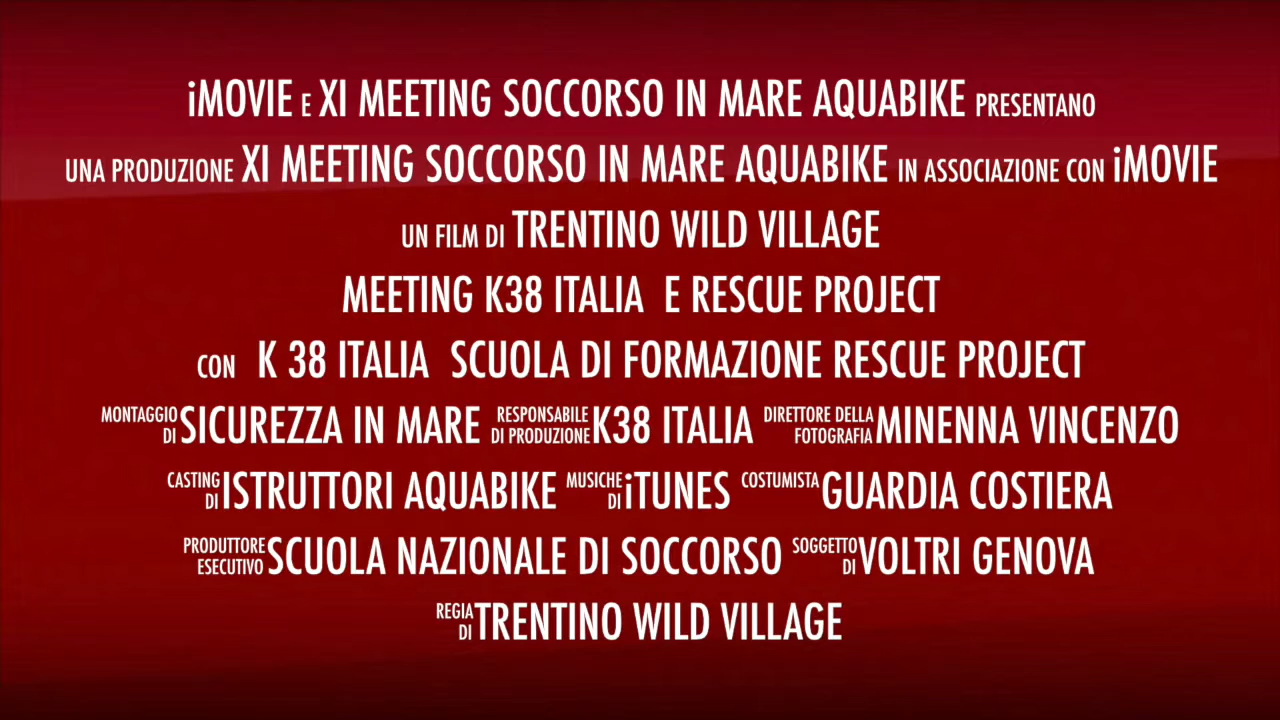 iMOVIE E XI MEETING SOCCORSO IN MARE AQUABIKE PRESENTANO
UNA PRODUZIONE XI MEETING SOCCORSO IN MARE AQUABIKE IN ASSOCIAZIONE CON iMOVIE
UN FILM DI TRENTINO WILD VILLAGE
MEETING K38 ITALIA E RESCUE PROJECT
CON K 38 ITALIA SCUOLA DI FORMAZIONE RESCUE PROJECT
MONTAGGIO DI SICUREZZA IN MARE RESPONSABILE DI PRODUZIONE K38 ITALIA DIRETTORE DELLA FOTOGRAFIA MINENNA VINCENZO
CASTING DI ISTRUTTORI AQUABIKE MUSICHE DI iTUNES COSTUMISTA GUARDIA COSTIERA
PRODUTTORE ESECUTIVO SCUOLA NAZIONALE DI SOCCORSO SOGGETTO DI VOLTRI GENOVA
REGIA DI TRENTINO WILD VILLAGE